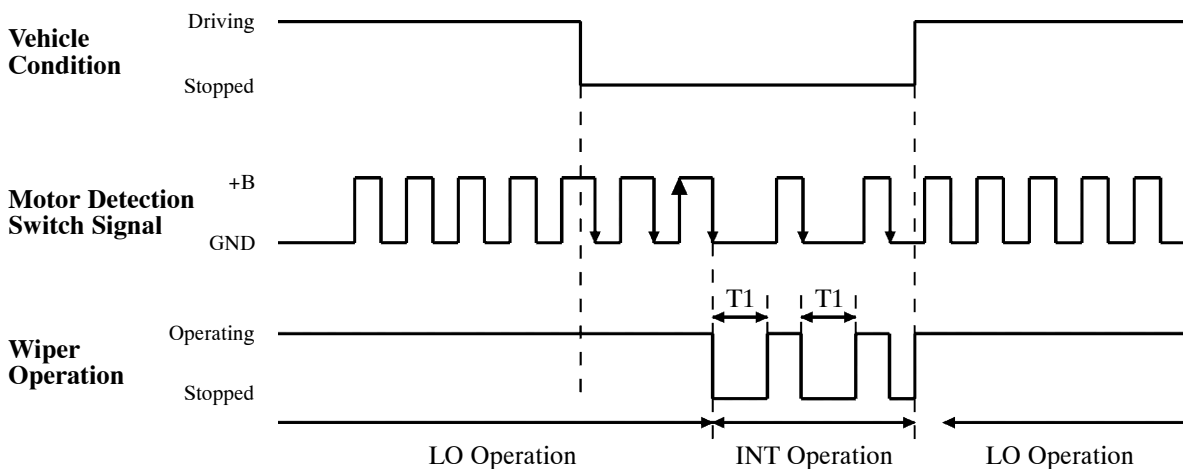 Vehicle
Condition
Driving
Stopped
Motor Detection
Switch Signal
+B
GND
T1
T1
Wiper
Operation
Operating
Stopped
LO Operation
INT Operation
LO Operation